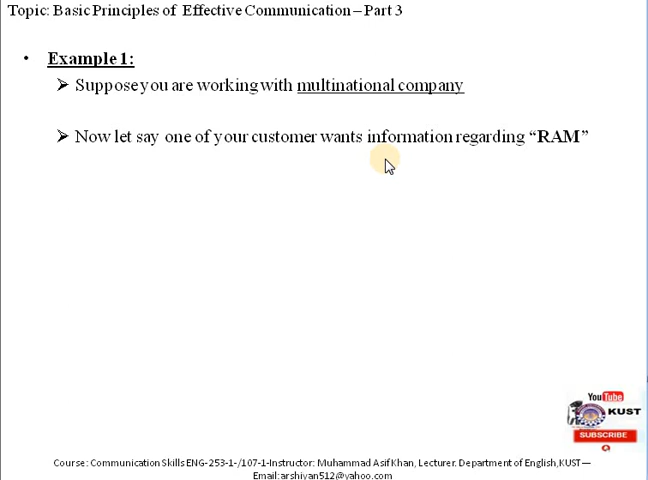 Topic: Basic Principles of Effective Communication – Part 3
• Example 1:
➢ Suppose you are working with multinational company
➢ Now let say one of your customer wants information regarding “RAM”
YouTube
KUST
SUBSCRIBE
Course: Communication Skills ENG-253-1-/107-1-Instructor: Muhammad Asif Khan, Lecturer. Department of English,KUST—
Email:arshiyan512@yahoo.com